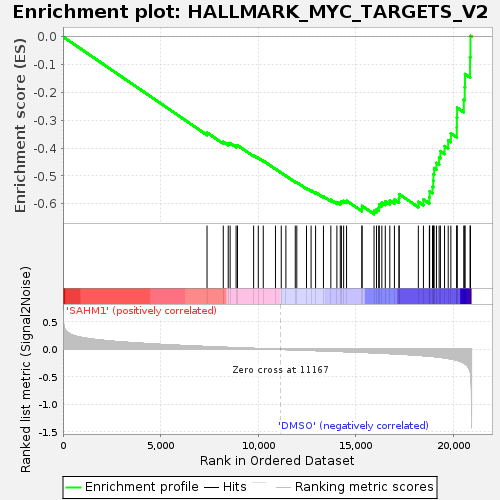 Enrichment plot: HALLMARK_MYC_TARGETS_V2
Enrichment score (ES)
0.0
-0.1
-0.2
-0.3
-0.4
-0.5
-0.6
'SAHM1' (positively correlated)
Ranked list metric (Signal2Noise)
0.5
0.0
-0.5
-1.0
-1.5
Zero cross at 11167
'DMSO' (negatively correlated)
0
5,000
10,000
15,000
20,000
Rank in Ordered Dataset
Enrichment profile
Hits
Ranking metric scores